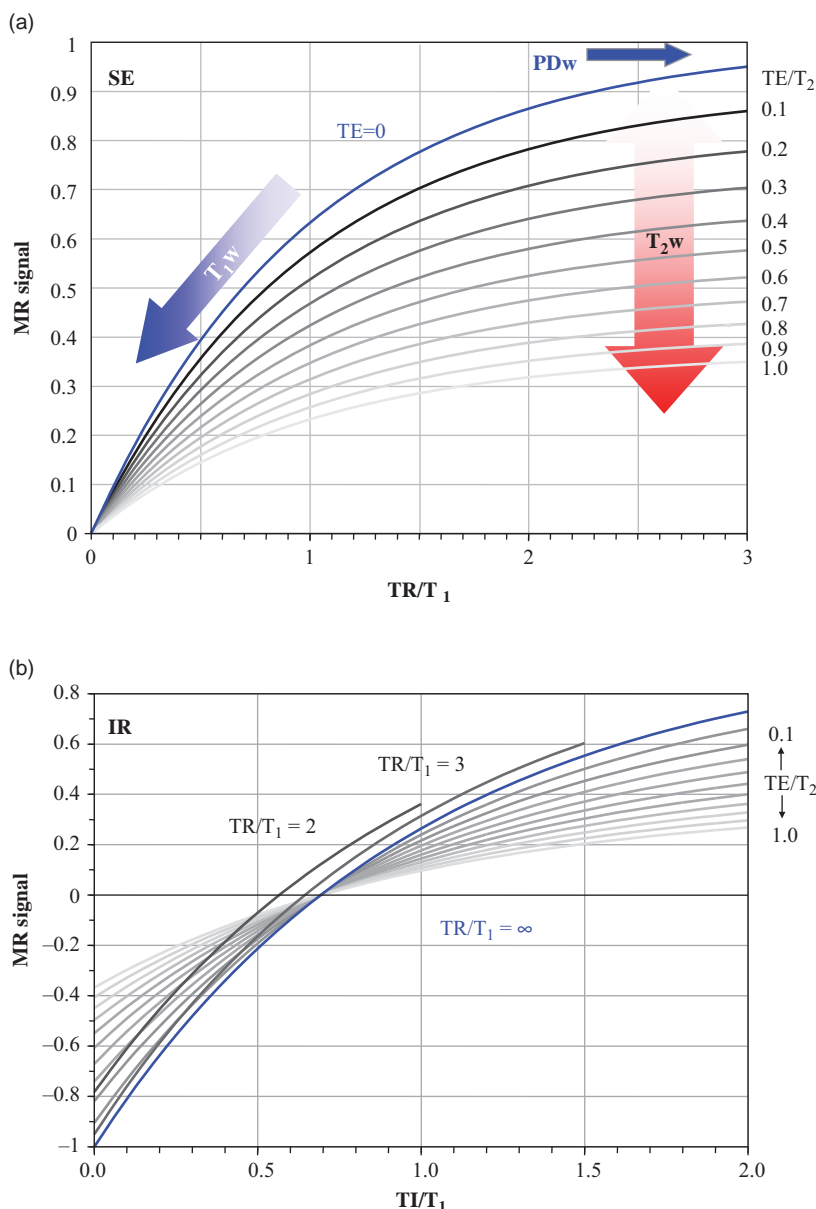 (a)
1
SE
PDw
TE/T2
0.9
TE=0
0.1
0.8
0.2
0.7
0.3
0.6
T1w
0.4
MR signal
T2w
0.5
0.5
0.6
0.4
0.7
0.8
0.3
0.9
1.0
0.2
0.1
0
0
1
2
3
TR/T 1
(b)
0.8
IR
0.1
0.6
TR/T1 = 3
TE/T2
0.4
TR/T1 = 2
1.0
0.2
0
MR signal
TR/T1 = ∞
−0.2
−0.4
−0.6
−0.8
−1
0.0
0.5
1.0
1.5
2.0
TI/T1